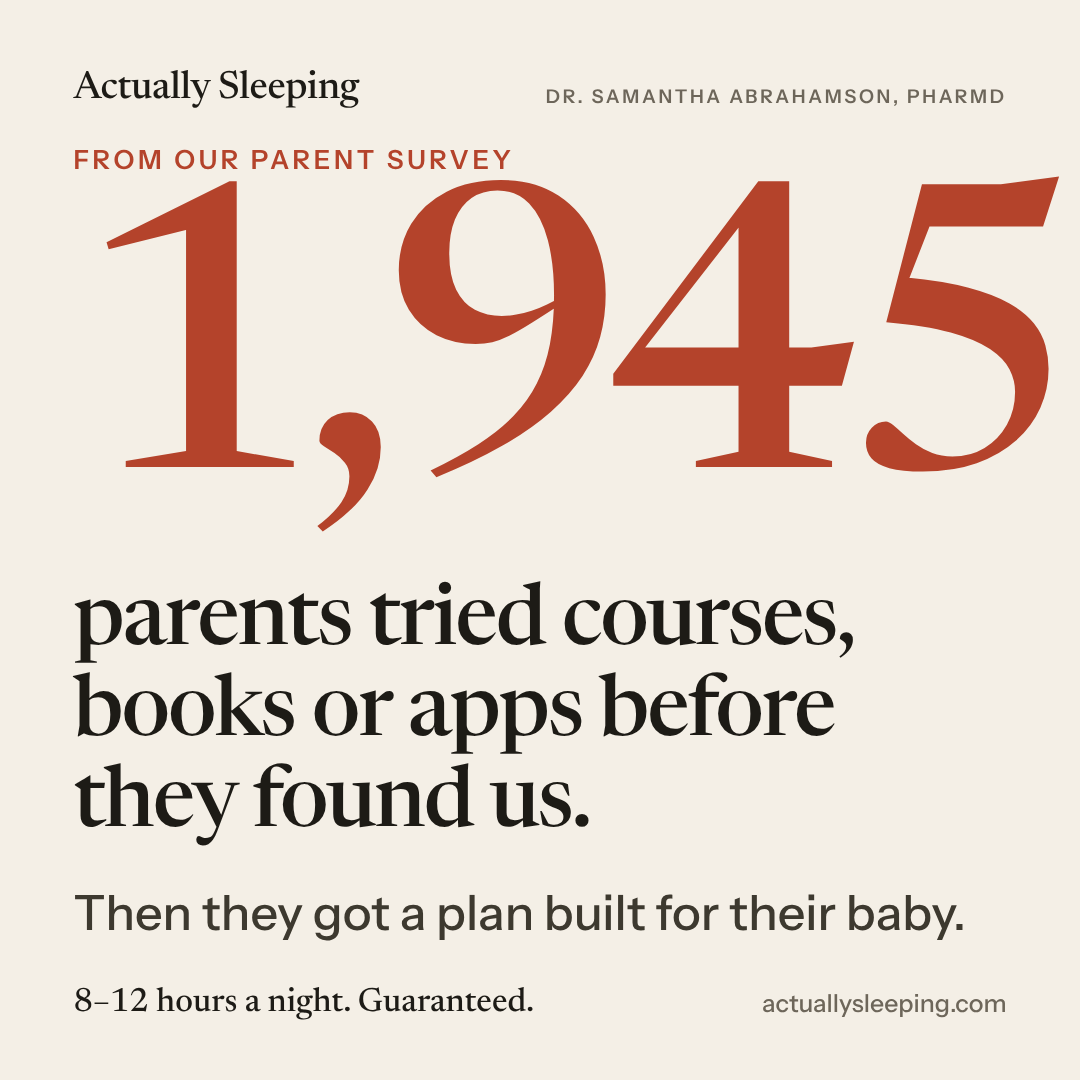 Actually Sleeping
DR. SAMANTHA ABRAHAMSON, PHARMD
FROM OUR PARENT SURVEY
1,945
parents tried courses,
books or apps before
they found us.
Then they got a plan built for their baby.
8–12 hours a night. Guaranteed.
actuallysleeping.com